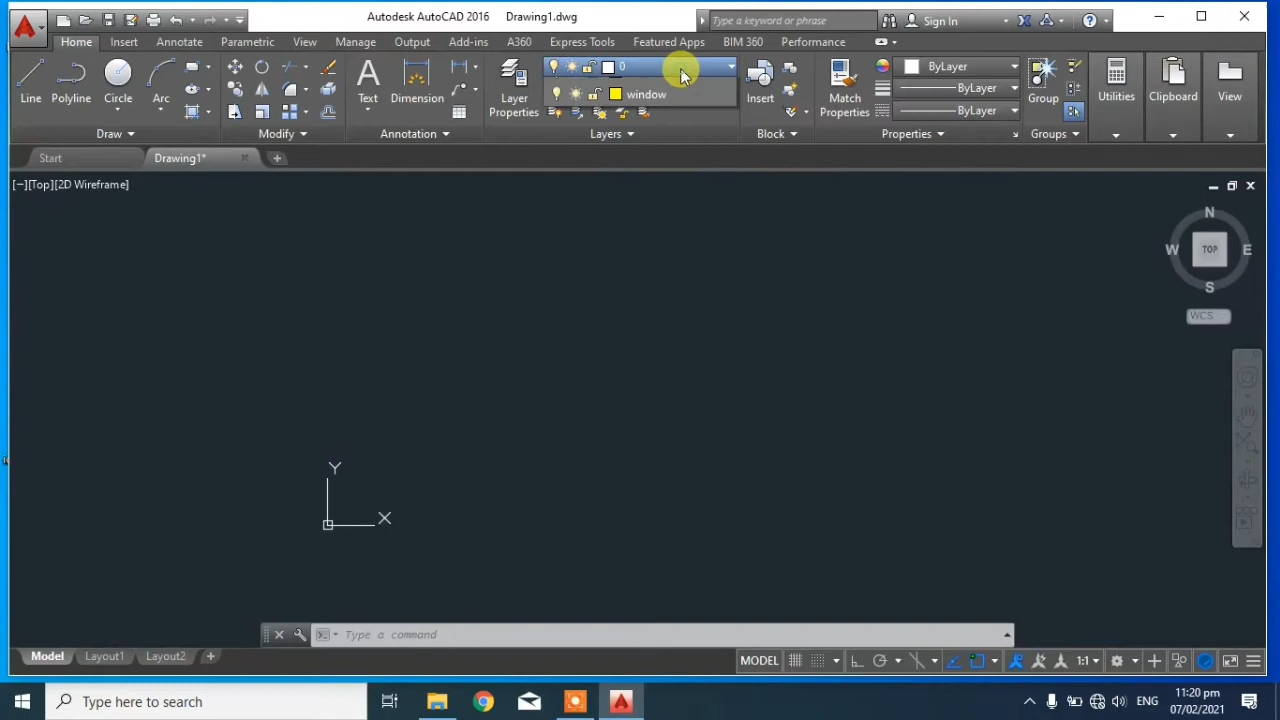 Autodesk AutoCAD 2016 Drawing1.dwg
Type a keyword or phrase
Sign In
Home Insert Annotate Parametric View Manage Output Add-ins A360 Express Tools Featured Apps BIM 360 Performance
0
ByLayer
window
ByLayer
ByLayer
Line Polyline Circle Arc Text Dimension Layer Properties Insert Match Properties Group Utilities Clipboard View
Draw Modify Annotation Layers Block Properties Groups
Start Drawing1*
[−][Top][2D Wireframe]
N
W TOP E
S
WCS
Y
X
Type a command
Model Layout1 Layout2
MODEL 1:1
Type here to search
ENG
11:20 pm
07/02/2021